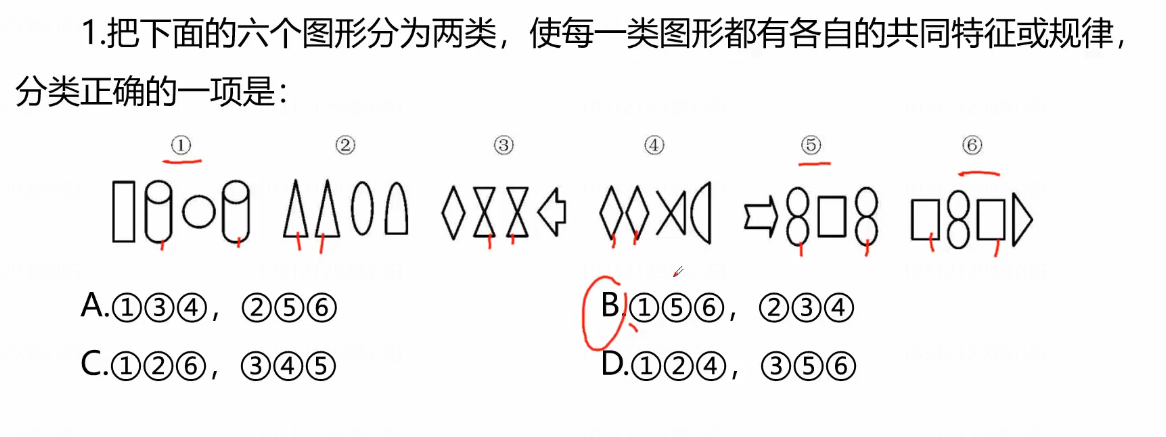 1.把下面的六个图形分为两类，使每一类图形都有各自的共同特征或规律，
分类正确的一项是：
① ② ③ ④ ⑤ ⑥
A.①③④，②⑤⑥ B.①⑤⑥，②③④
C.①②⑥，③④⑤ D.①②④，③⑤⑥